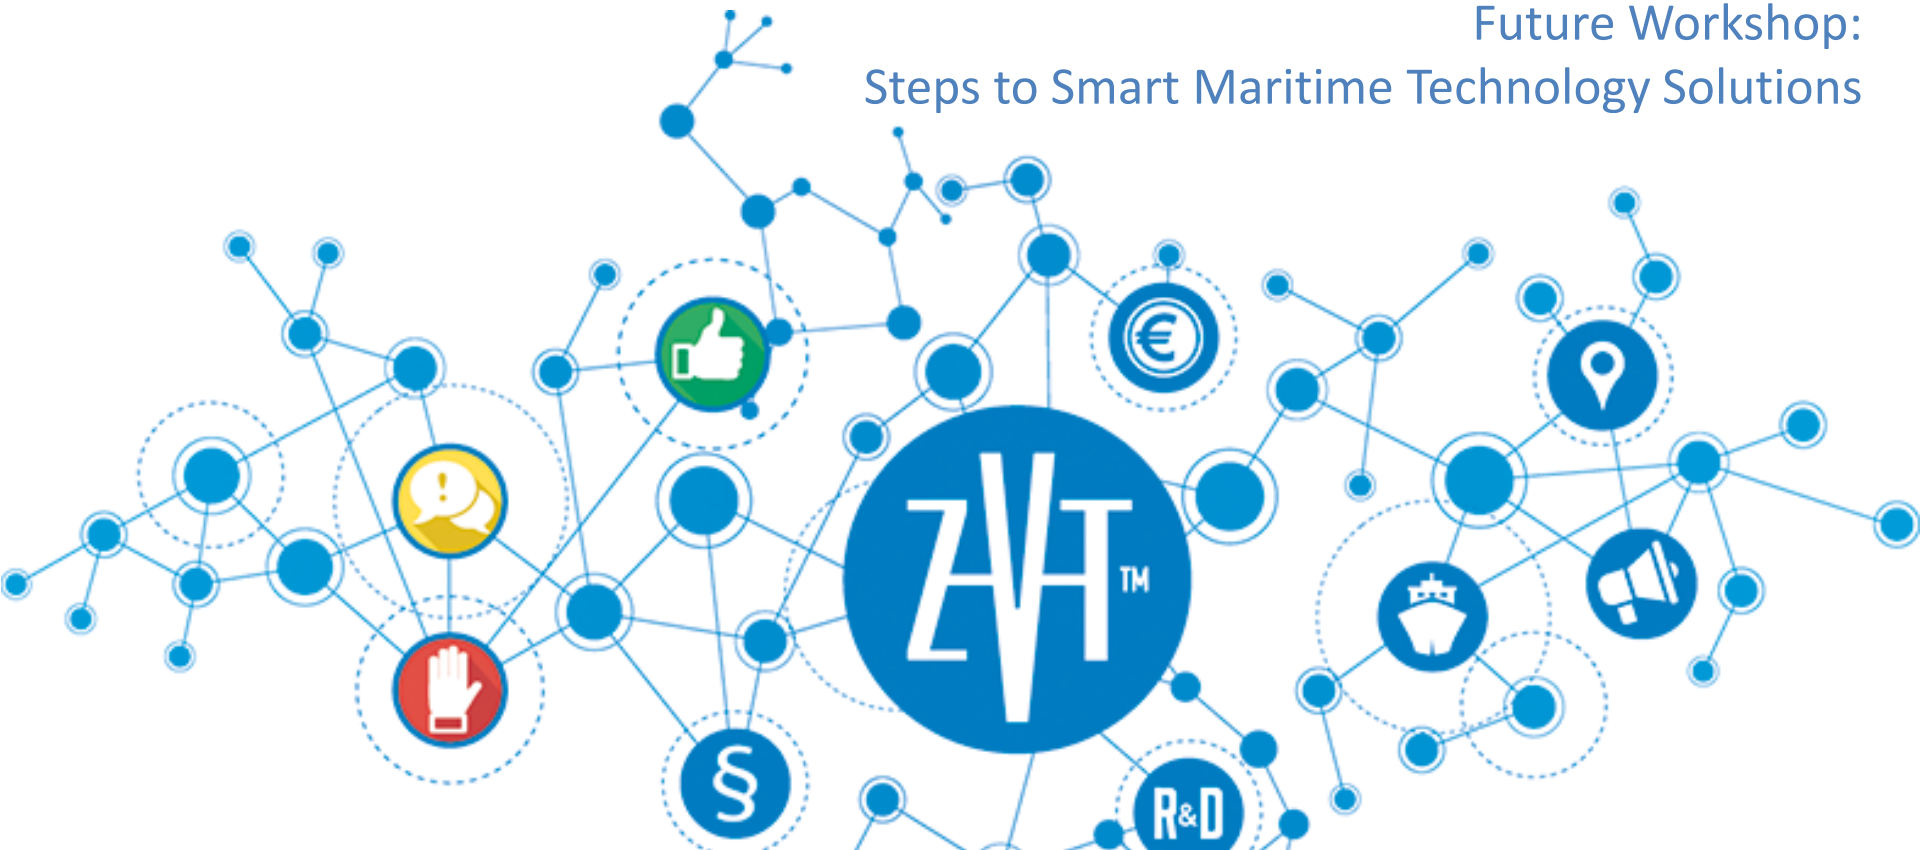 Future Workshop:
Steps to Smart Maritime Technology Solutions
€
!
ZVT™
§
R&D